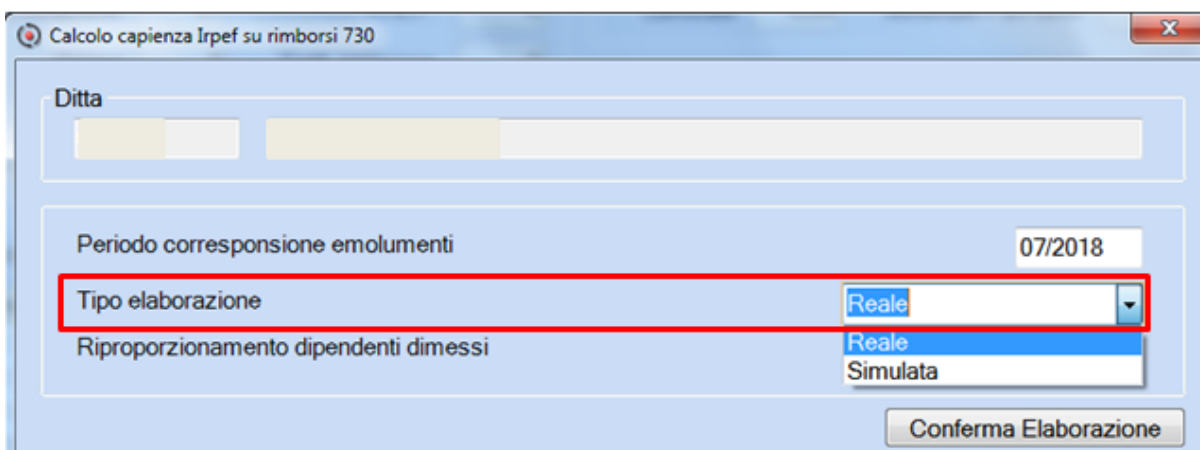 Calcolo capienza Irpef su rimborsi 730
Ditta
Periodo corresponsione emolumenti 07/2018
Tipo elaborazione Reale
Riproporzionamento dipendenti dimessi Reale
Simulata
Conferma Elaborazione